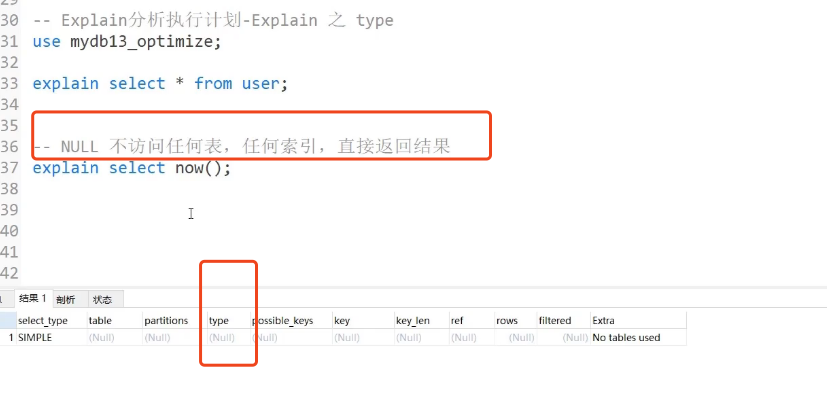 30 -- Explain分析执行计划-Explain 之 type
31 use mydb13_optimize;
32
33 explain select * from user;
34
35
36 -- NULL 不访问任何表，任何索引，直接返回结果
37 explain select now();
38
39
40
41
42
结果 1 剖析 状态
select_type table partitions type possible_keys key key_len ref rows filtered Extra
1 SIMPLE (Null) (Null) (Null) (Null) (Null) (Null) (Null) (Null) (Null) No tables used